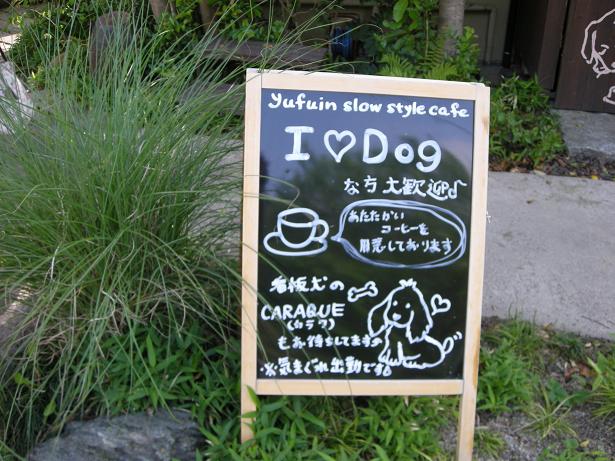 yufuin slow style cafe
I♡Dog
な方大歓迎♪
あたたかい
コーヒーを
用意しております
看板犬の
CARAQUE
(カラク)
もお待ちしてます
※気まぐれ出勤です